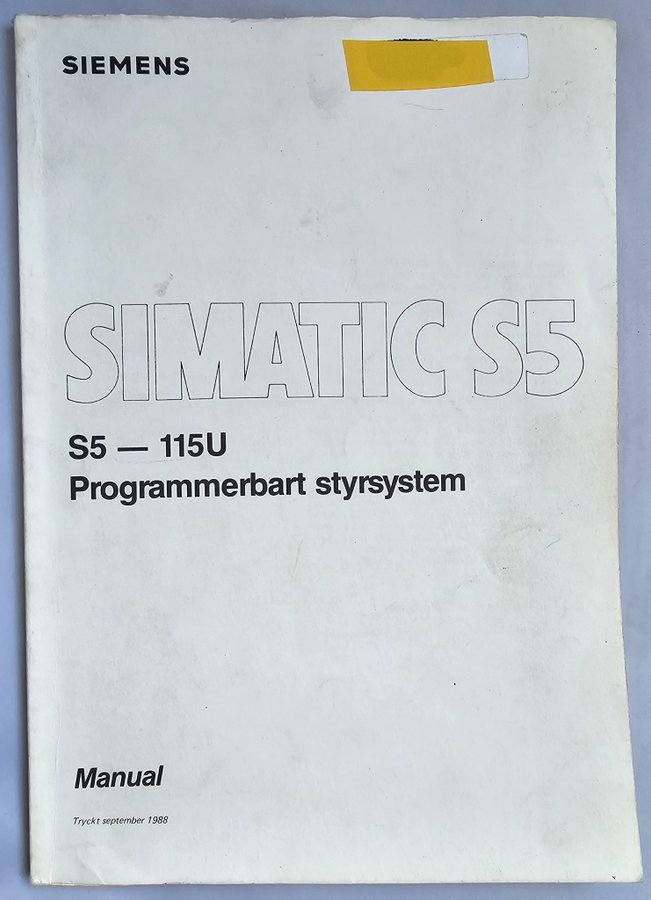 SIEMENS
SIMATIC S5
S5 — 115U
Programmerbart styrsystem
Manual
Tryckt september 1988